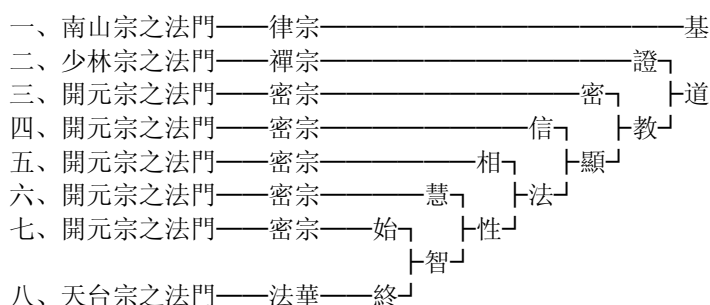 一、南山宗之法門——律宗———————————————基
二、少林宗之法門——禪宗————————————證┐
三、開元宗之法門——密宗——————————密┐　├道
四、開元宗之法門——密宗————————信┐　├教┘
五、開元宗之法門——密宗——————相┐　├顯┘
六、開元宗之法門——密宗————慧┐　├法┘
七、開元宗之法門——密宗——始┐　├性┘
├智┘
八、天台宗之法門——法華——終┘